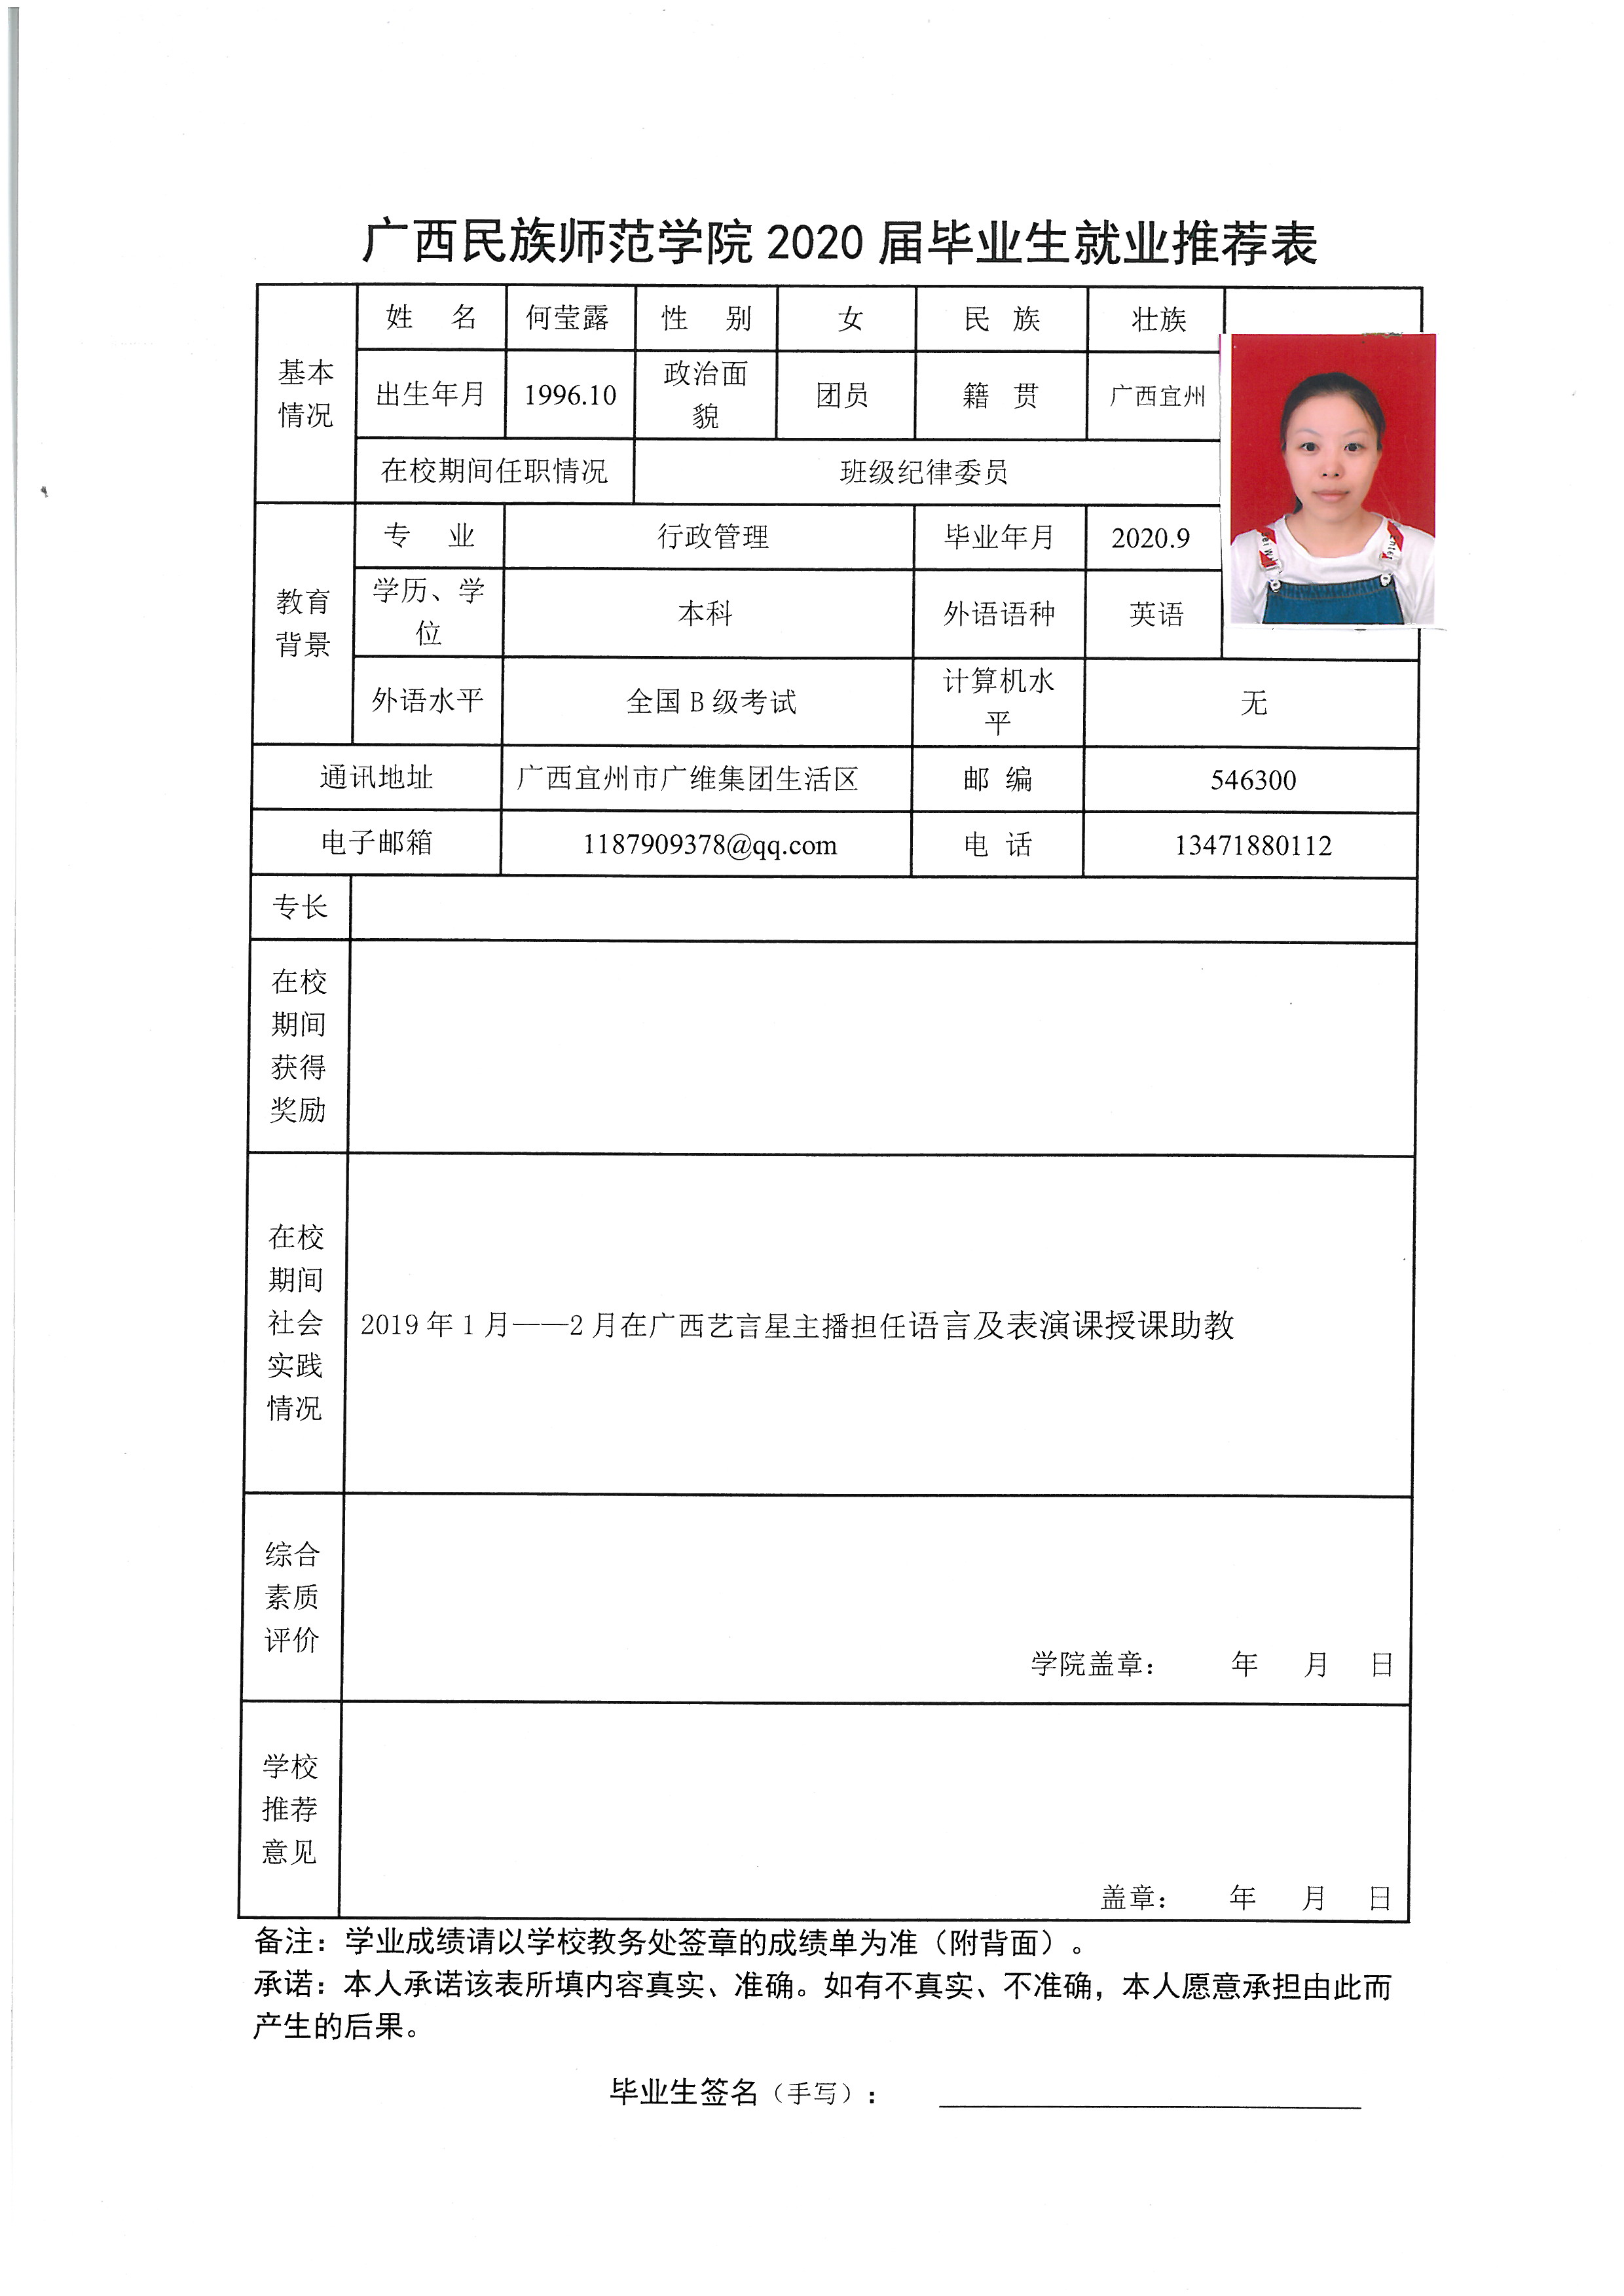 广西民族师范学院 2020 届毕业生就业推荐表
基本情况
姓 名 何莹露 性 别 女 民 族 壮族
出生年月 1996.10 政治面貌 团员 籍 贯 广西宜州
在校期间任职情况 班级纪律委员
教育背景
专 业 行政管理 毕业年月 2020.9
学历、学位 本科 外语语种 英语
外语水平 全国 B 级考试 计算机水平 无
通讯地址 广西宜州市广维集团生活区 邮 编 546300
电子邮箱 1187909378@qq.com 电 话 13471880112
专长
在校期间获得奖励
在校期间社会实践情况
2019 年 1 月——2 月在广西艺言星主播担任语言及表演课授课助教
综合素质评价
学院盖章： 年 月 日
学校推荐意见
盖章： 年 月 日
备注：学业成绩请以学校教务处签章的成绩单为准（附背面）。
承诺：本人承诺该表所填内容真实、准确。如有不真实、不准确，本人愿意承担由此而
产生的后果。
毕业生签名（手写）：